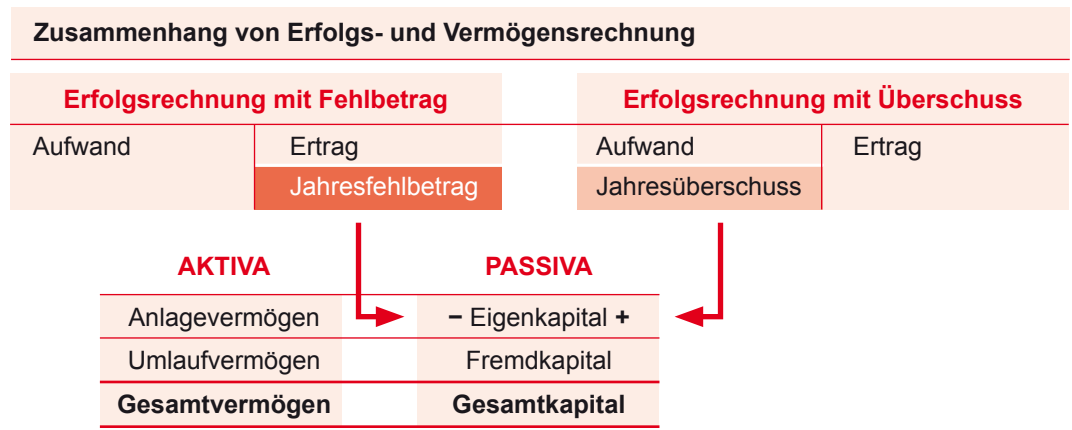 Zusammenhang von Erfolgs- und Vermögensrechnung
Erfolgsrechnung mit Fehlbetrag
Aufwand Ertrag
Jahresfehlbetrag
Erfolgsrechnung mit Überschuss
Aufwand Ertrag
Jahresüberschuss
AKTIVA PASSIVA
Anlagevermögen – Eigenkapital +
Umlaufvermögen Fremdkapital
Gesamtvermögen Gesamtkapital